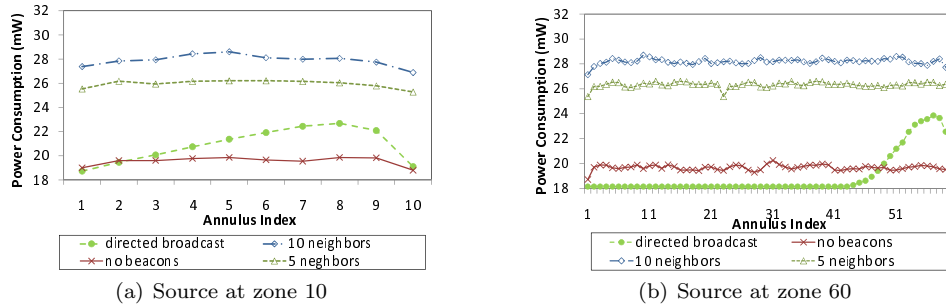 32
30
28
26
24
22
20
18
Power Consumption (mW)
1 2 3 4 5 6 7 8 9 10
Annulus Index
directed broadcast 10 neighbors
no beacons 5 neghbors
(a) Source at zone 10
32
30
28
26
24
22
20
18
Power Consumption (mW)
1 11 21 31 41 51
Annulus Index
directed broadcast no beacons
10 neighbors 5 neighbors
(b) Source at zone 60